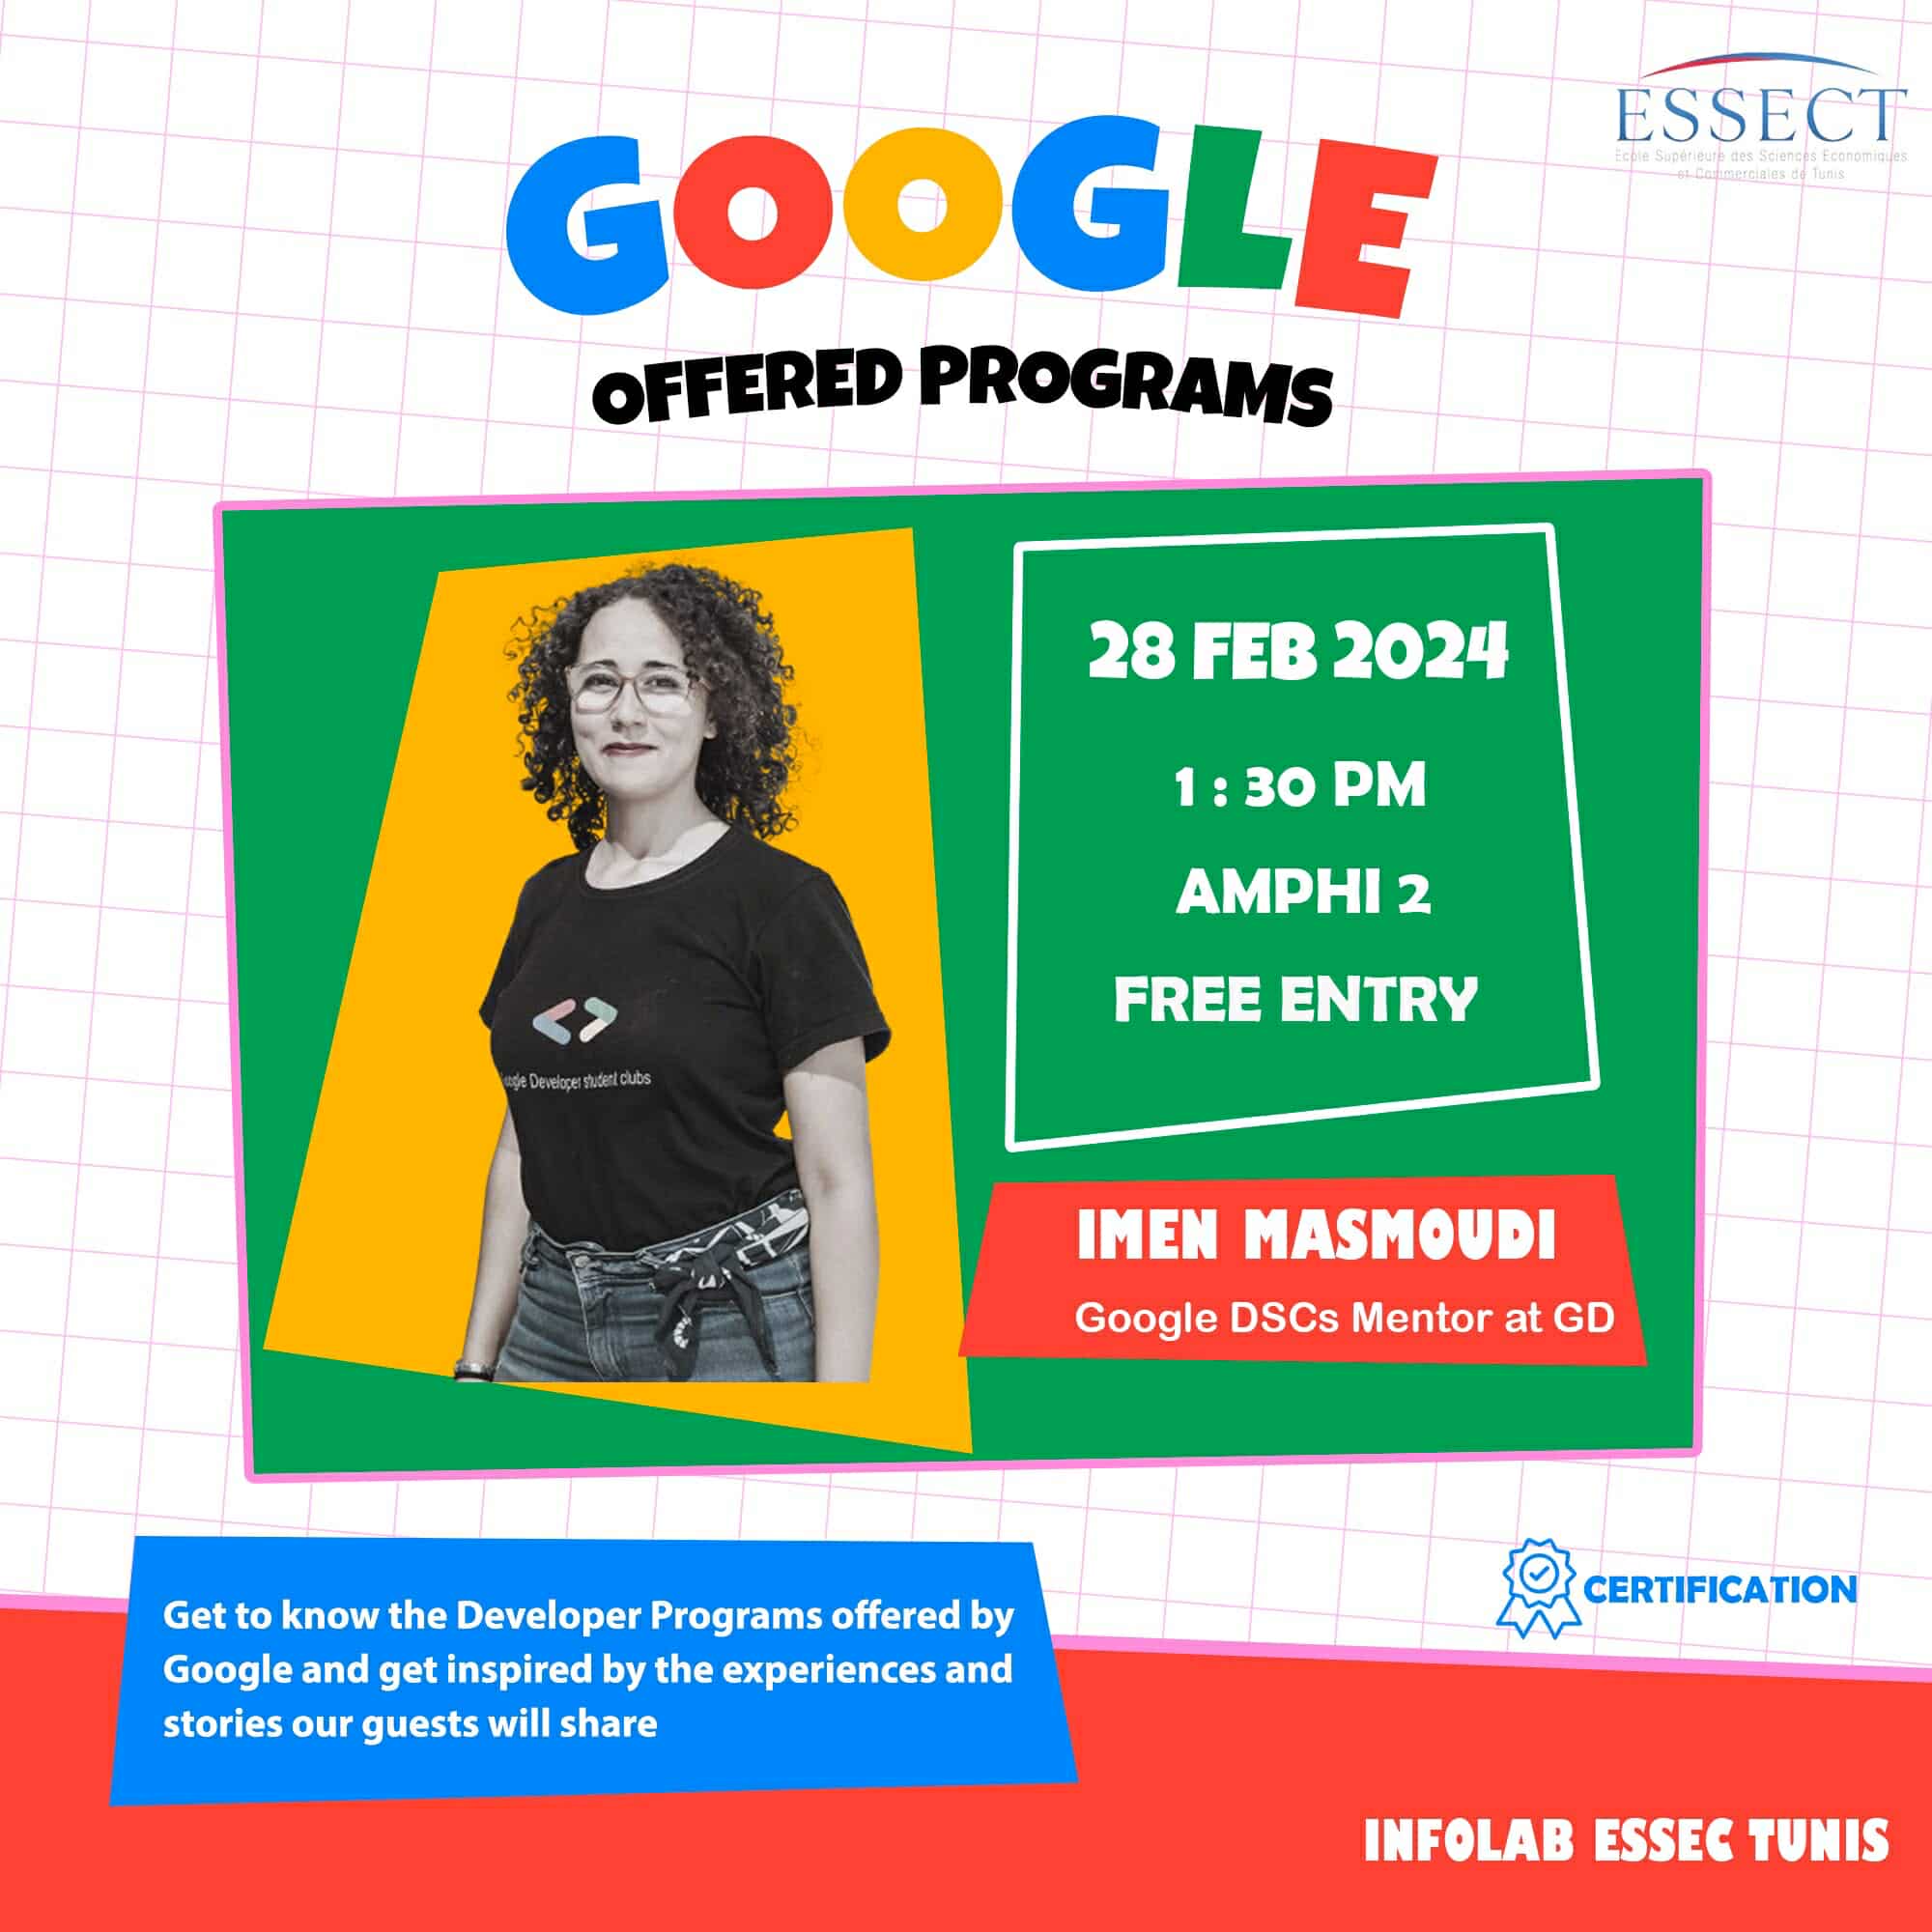 ESSECT
Ecole Supérieure des Sciences Economiques
et Commerciales de Tunis
GOOGLE
OFFERED PROGRAMS
28 FEB 2024
1 : 30 PM
AMPHI 2
FREE ENTRY
Developer student clubs
IMEN MASMOUDI
Google DSCs Mentor at GD
Get to know the Developer Programs offered by
Google and get inspired by the experiences and
stories our guests will share
CERTIFICATION
INFOLAB ESSEC TUNIS